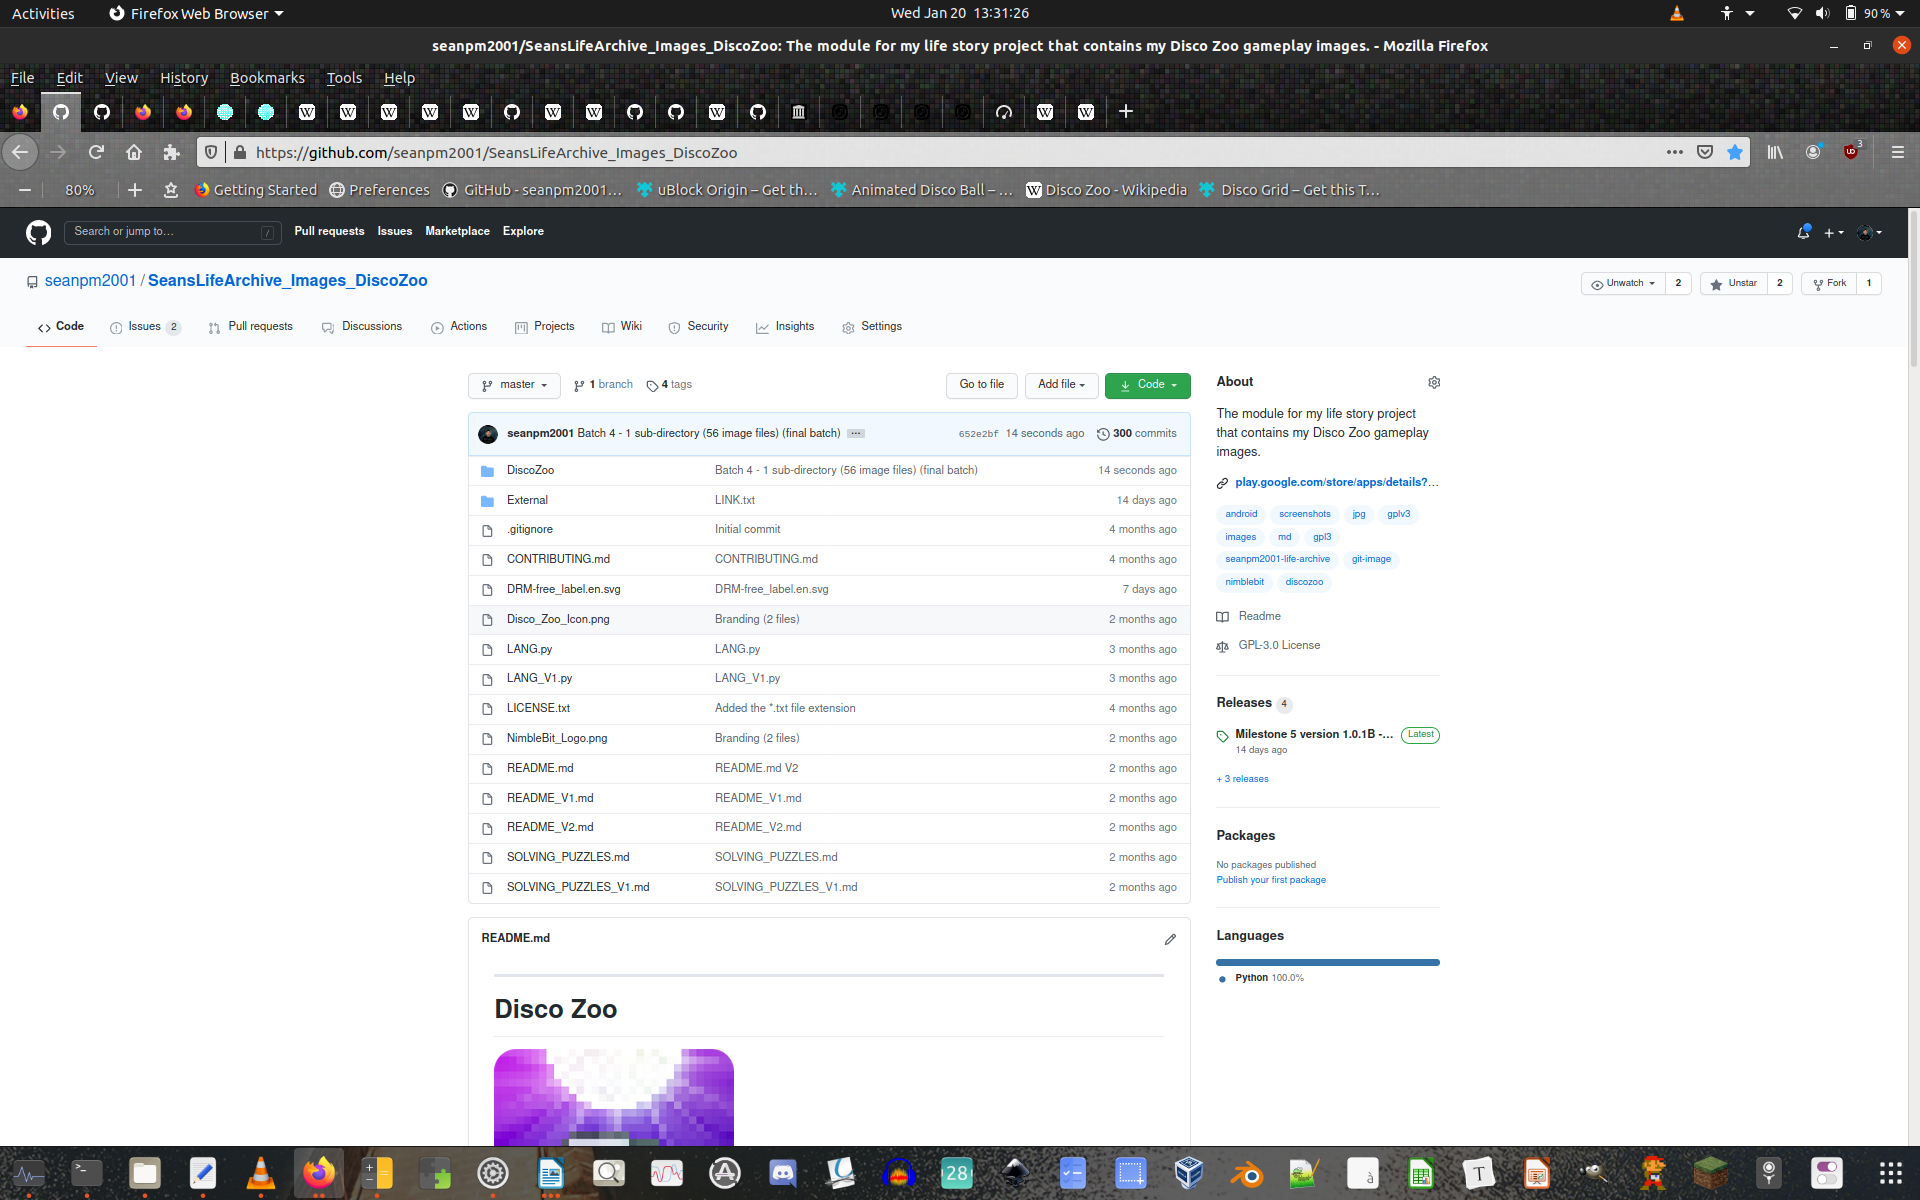 Activities Firefox Web Browser Wed Jan 20 13:31:26 90 %
seanpm2001/SeansLifeArchive_Images_DiscoZoo: The module for my life story project that contains my Disco Zoo gameplay images. - Mozilla Firefox
File Edit View History Bookmarks Tools Help
https://github.com/seanpm2001/SeansLifeArchive_Images_DiscoZoo 3
80% Getting Started Preferences GitHub - seanpm2001... uBlock Origin – Get th... Animated Disco Ball – ... Disco Zoo - Wikipedia Disco Grid – Get this T...
Search or jump to... / Pull requests Issues Marketplace Explore
seanpm2001 / SeansLifeArchive_Images_DiscoZoo Unwatch 2 Unstar 2 Fork 1
Code Issues 2 Pull requests Discussions Actions Projects Wiki Security Insights Settings
master 1 branch 4 tags Go to file Add file Code
seanpm2001 Batch 4 - 1 sub-directory (56 image files) (final batch) ... 652e2bf 14 seconds ago 300 commits
DiscoZoo Batch 4 - 1 sub-directory (56 image files) (final batch) 14 seconds ago
External LINK.txt 14 days ago
.gitignore Initial commit 4 months ago
CONTRIBUTING.md CONTRIBUTING.md 4 months ago
DRM-free_label.en.svg DRM-free_label.en.svg 7 days ago
Disco_Zoo_Icon.png Branding (2 files) 2 months ago
LANG.py LANG.py 3 months ago
LANG_V1.py LANG_V1.py 3 months ago
LICENSE.txt Added the *.txt file extension 4 months ago
NimbleBit_Logo.png Branding (2 files) 2 months ago
README.md README.md V2 2 months ago
README_V1.md README_V1.md 2 months ago
README_V2.md README_V2.md 2 months ago
SOLVING_PUZZLES.md SOLVING_PUZZLES.md 2 months ago
SOLVING_PUZZLES_V1.md SOLVING_PUZZLES_V1.md 2 months ago
README.md
Disco Zoo
About
The module for my life story project
that contains my Disco Zoo gameplay
images.
play.google.com/store/apps/details?...
android screenshots jpg gplv3
images md gpl3
seanpm2001-life-archive git-image
nimblebit discozoo
Readme
GPL-3.0 License
Releases 4
Milestone 5 version 1.0.1B -... Latest
14 days ago
+ 3 releases
Packages
No packages published
Publish your first package
Languages
Python 100.0%
28